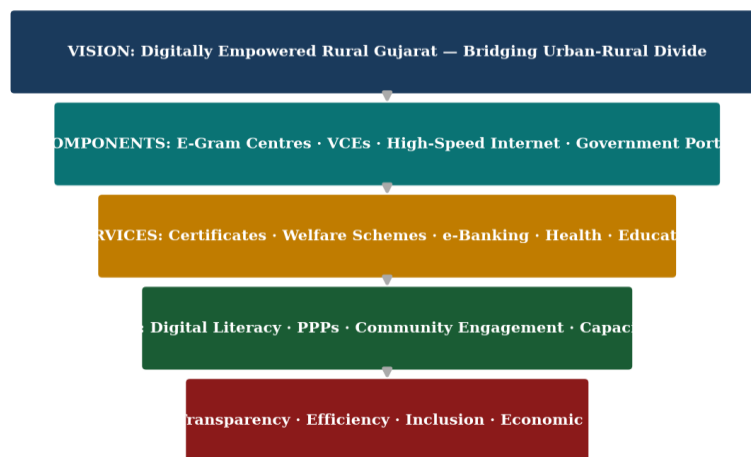 VISION: Digitally Empowered Rural Gujarat — Bridging Urban-Rural Divide
OMPONENTS: E-Gram Centres · VCEs · High-Speed Internet · Government Port
RVICES: Certificates · Welfare Schemes · e-Banking · Health · Educat
: Digital Literacy · PPPs · Community Engagement · Capaci
ransparency · Efficiency · Inclusion · Economic